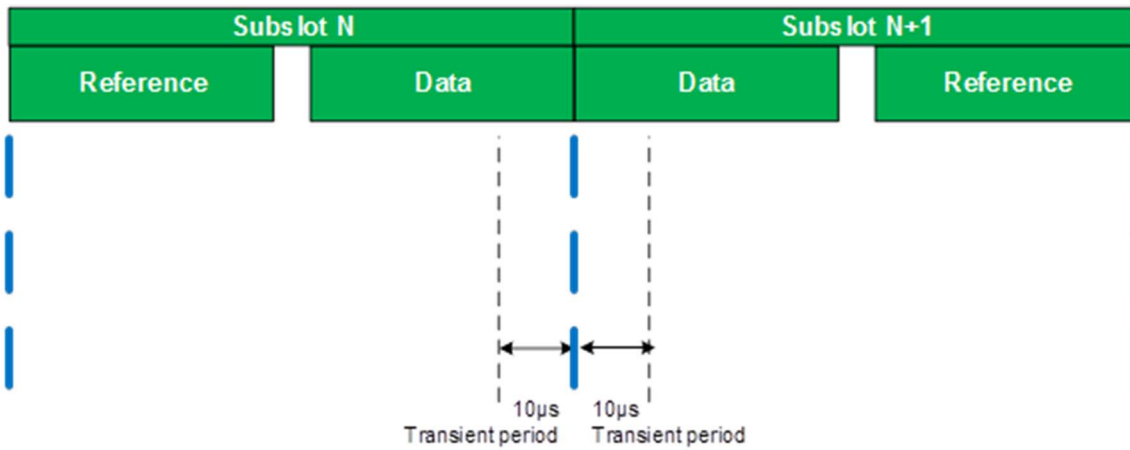 Subslot N
Subslot N+1
Reference
Data
Data
Reference
10µs
Transient period
10µs
Transient period